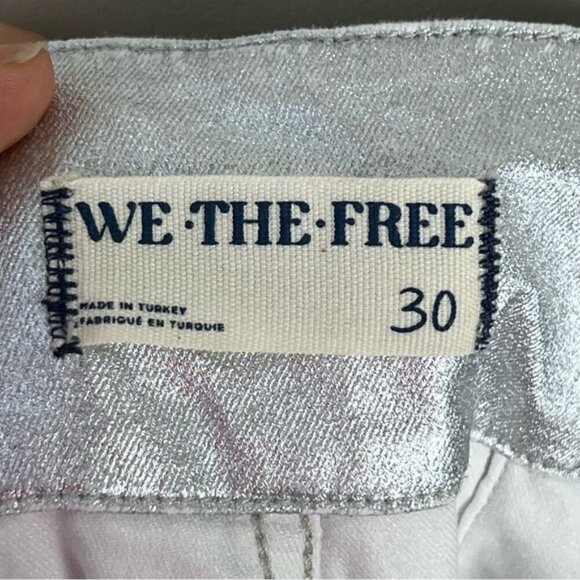 WE·THE·FREE
MADE IN TURKEY
FABRIQUÉ EN TURQUIE
30